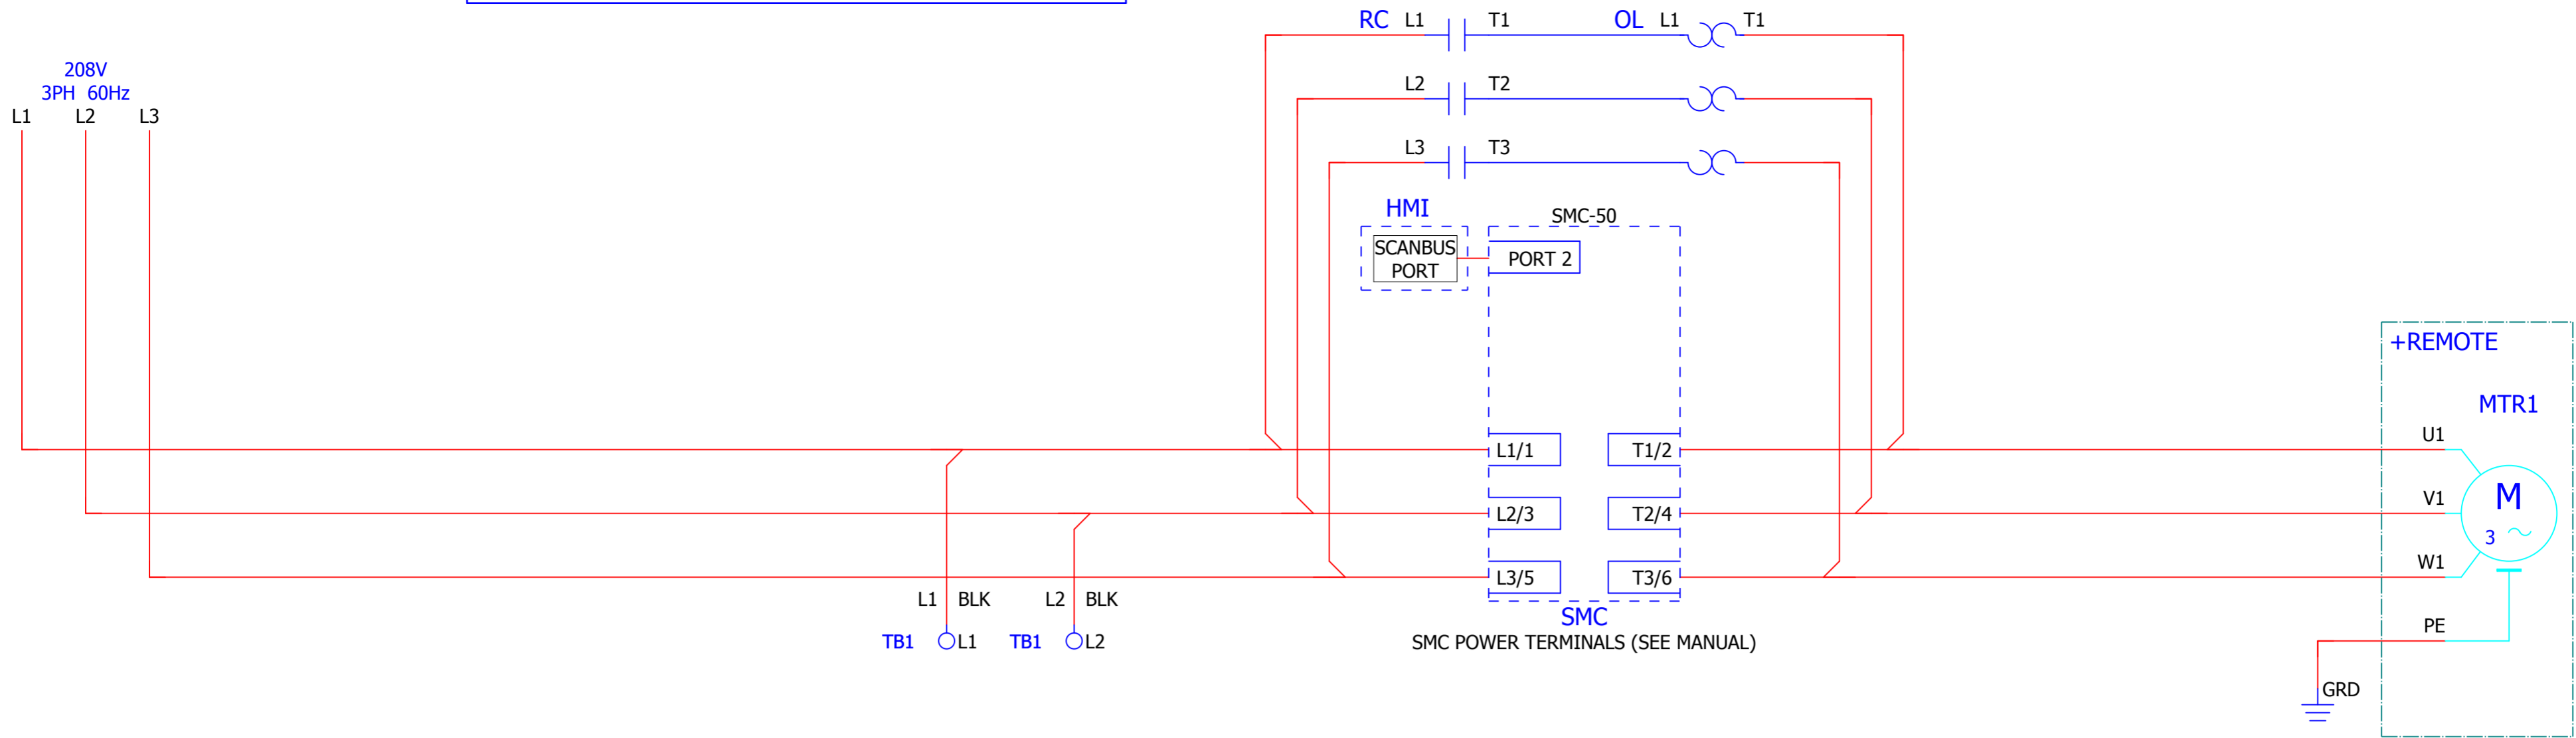 RC L1 T1 OL L1 T1
208V
3PH 60Hz
L1 L2 L3
L2 T2
L3 T3
HMI
SCANBUS
PORT
SMC-50
PORT 2
+REMOTE
MTR1
L1/1 T1/2
L2/3 T2/4
L3/5 T3/6
U1
V1
W1
M
3 ~
PE
GRD
L1 BLK L2 BLK
TB1 L1 TB1 L2
SMC
SMC POWER TERMINALS (SEE MANUAL)